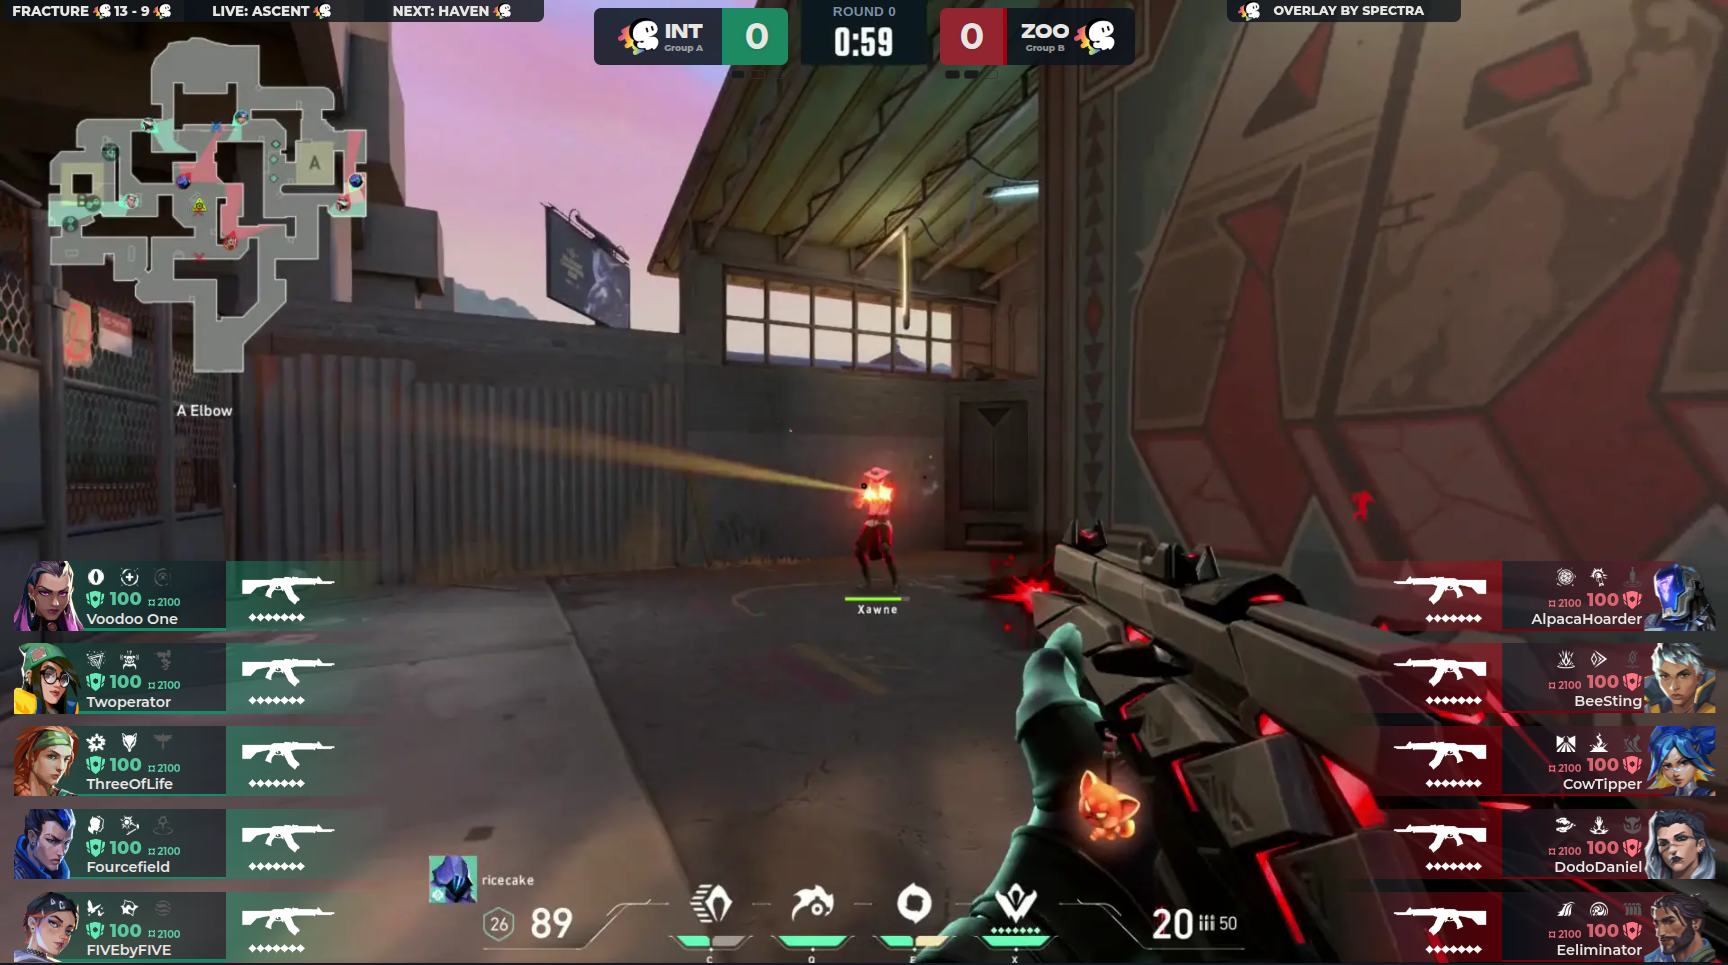 FRACTURE 13 - 9
LIVE: ASCENT
NEXT: HAVEN
INT
Group A
0
ROUND 0
0:59
0
ZOO
Group B
OVERLAY BY SPECTRA
A
B
A Elbow
Xawne
100
2100
Voodoo One
100
2100
Twoperator
100
2100
ThreeOfLife
100
2100
Fourcefield
100
2100
FIVEbyFIVE
2100
100
AlpacaHoarder
2100
100
BeeSting
2100
100
CowTipper
2100
100
DodoDaniel
2100
100
Eeliminator
ricecake
26
89
C
Q
E
X
20
50